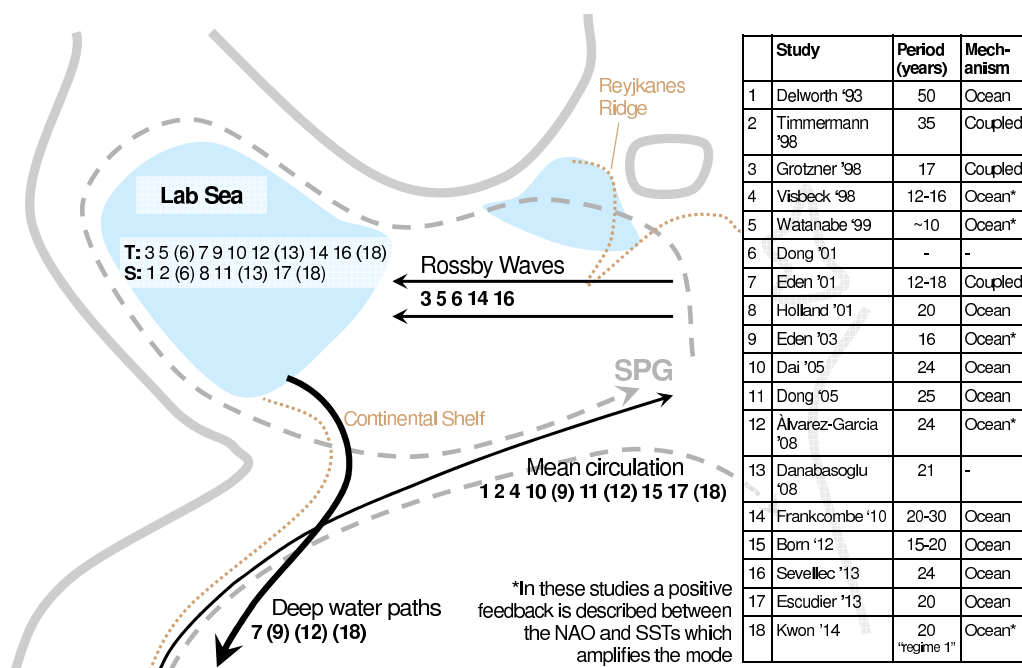 Reyjkanes
Ridge
Lab Sea
T: 3 5 (6) 7 9 10 12 (13) 14 16 (18)
S: 1 2 (6) 8 11 (13) 17 (18)
Rossby Waves
3 5 6 14 16
SPG
Continental Shelf
Mean circulation
1 2 4 10 (9) 11 (12) 15 17 (18)
Deep water paths
7 (9) (12) (18)
*In these studies a positive
feedback is described between
the NAO and SSTs which
amplifies the mode
Study Period Mech-
(years) anism
1 Delworth ‘93 50 Ocean
2 Timmermann 35 Coupled
’98
3 Grotzner ’98 17 Coupled
4 Visbeck ‘98 12-16 Ocean*
5 Watanabe ‘99 ~10 Ocean*
6 Dong ‘01 - -
7 Eden ‘01 12-18 Coupled
8 Holland ’01 20 Ocean
9 Eden ’03 16 Ocean*
10 Dai ’05 24 Ocean
11 Dong ‘05 25 Ocean
12 Àlvarez-Garcia 24 Ocean*
’08
13 Danabasoglu 21 -
‘08
14 Frankcombe ‘10 20-30 Ocean
15 Born ‘12 15-20 Ocean
16 Sevellec ’13 24 Ocean
17 Escudier ’13 20 Ocean
18 Kwon ’14 20 Ocean*
“regime 1”